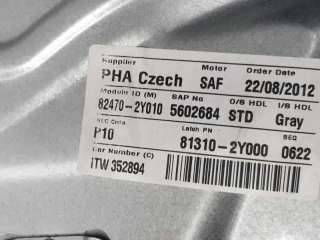 Supplier Motor Order Date
PHA Czech SAF 22/08/2012
Module ID (M) SAP No O/S HDL I/S HDL
82470-2Y010 5602684 STD Gray
SEC Code Latch PN SEQ
P10 81310-2Y000 0622
Car Number (C)
ITW 352894